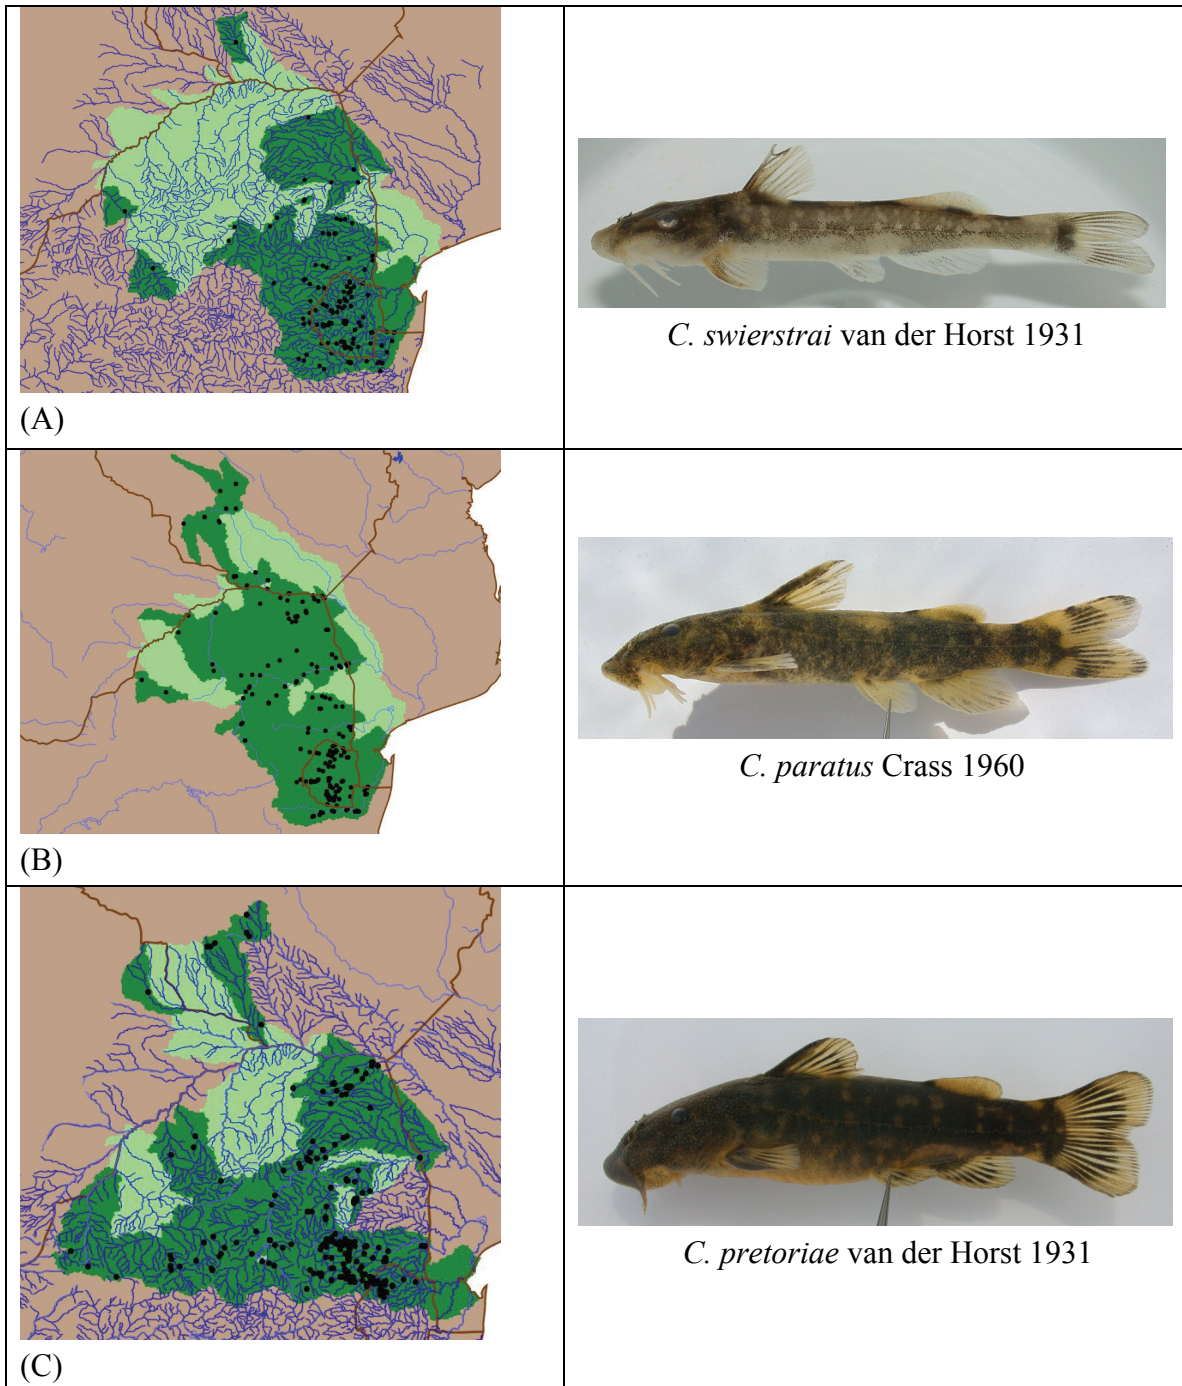 (A)
C. swierstrai van der Horst 1931
(B)
C. paratus Crass 1960
(C)
C. pretoriae van der Horst 1931